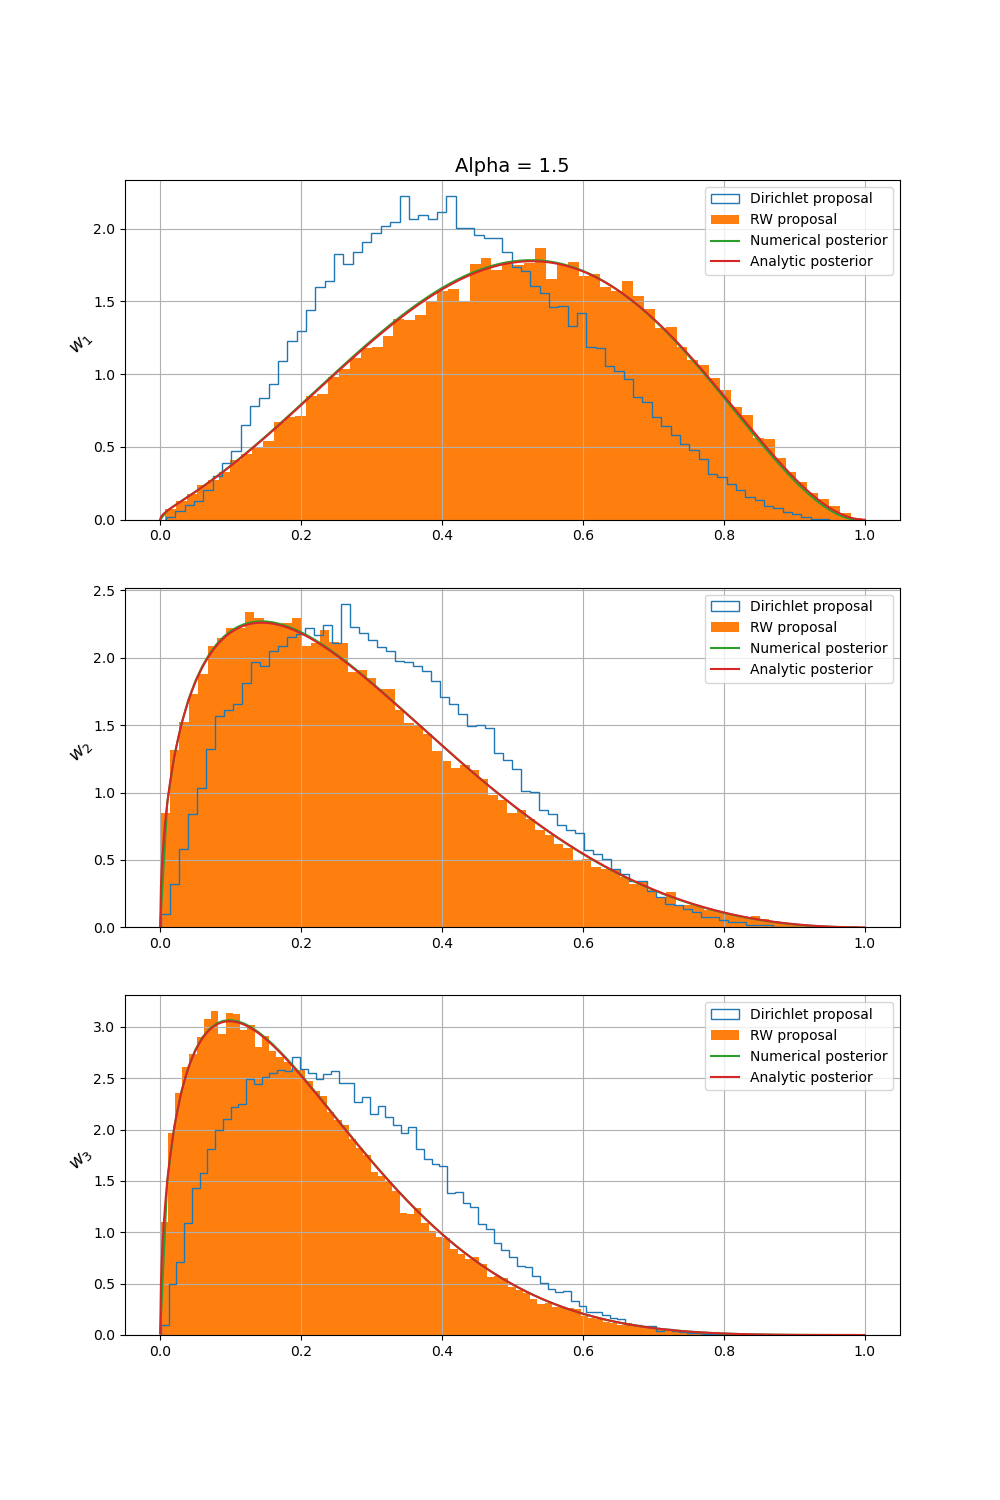 Alpha = 1.5
w₁
2.0
1.5
1.0
0.5
0.0
Dirichlet proposal
RW proposal
Numerical posterior
Analytic posterior
0.0 0.2 0.4 0.6 0.8 1.0
w₂
2.5
2.0
1.5
1.0
0.5
0.0
Dirichlet proposal
RW proposal
Numerical posterior
Analytic posterior
0.0 0.2 0.4 0.6 0.8 1.0
w₃
3.0
2.5
2.0
1.5
1.0
0.5
0.0
Dirichlet proposal
RW proposal
Numerical posterior
Analytic posterior
0.0 0.2 0.4 0.6 0.8 1.0